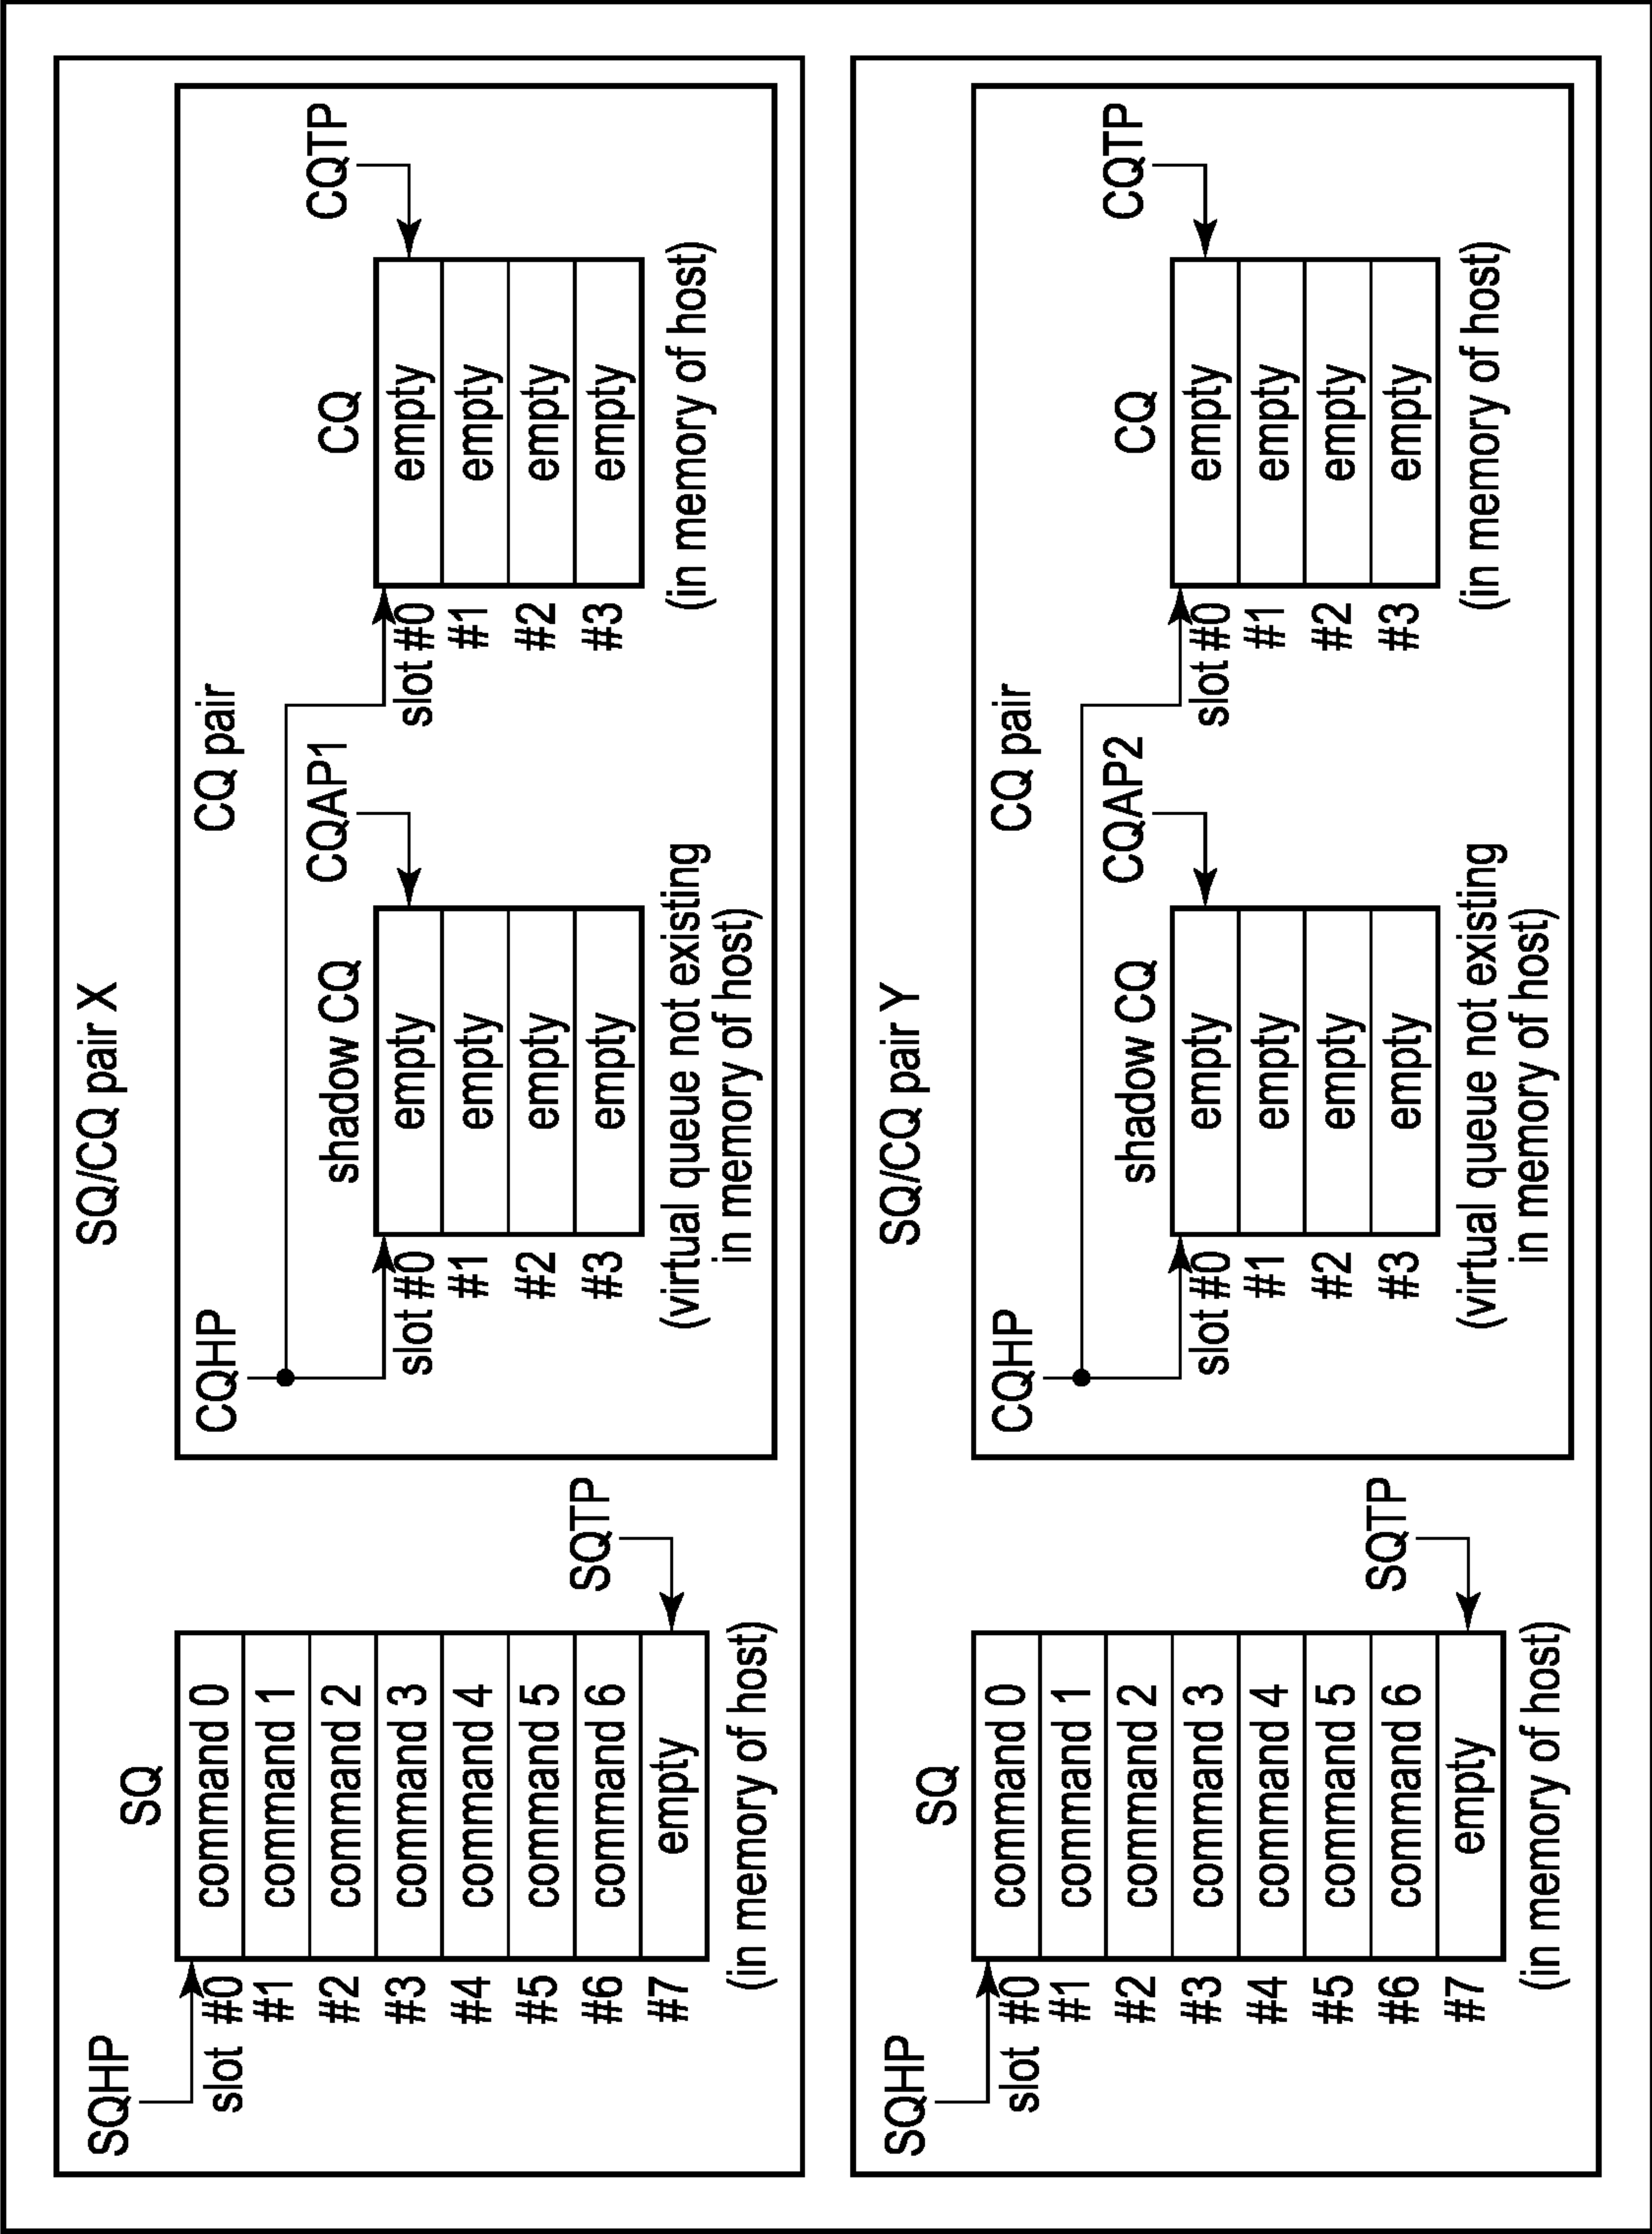 SQ/CQ pair X
SQHP
SQ
slot #0 command 0
#1 command 1
#2 command 2
#3 command 3
#4 command 4
#5 command 5
#6 command 6
#7 empty
SQTP
(in memory of host)
CQ pair
CQHP
shadow CQ
CQAP1
slot #0 empty
#1 empty
#2 empty
#3 empty
(virtual queue not existing
in memory of host)
CQ
CQTP
slot #0 empty
#1 empty
#2 empty
#3 empty
(in memory of host)
SQ/CQ pair Y
SQHP
SQ
slot #0 command 0
#1 command 1
#2 command 2
#3 command 3
#4 command 4
#5 command 5
#6 command 6
#7 empty
SQTP
(in memory of host)
CQ pair
CQHP
shadow CQ
CQAP2
slot #0 empty
#1 empty
#2 empty
#3 empty
(virtual queue not existing
in memory of host)
CQ
CQTP
slot #0 empty
#1 empty
#2 empty
#3 empty
(in memory of host)